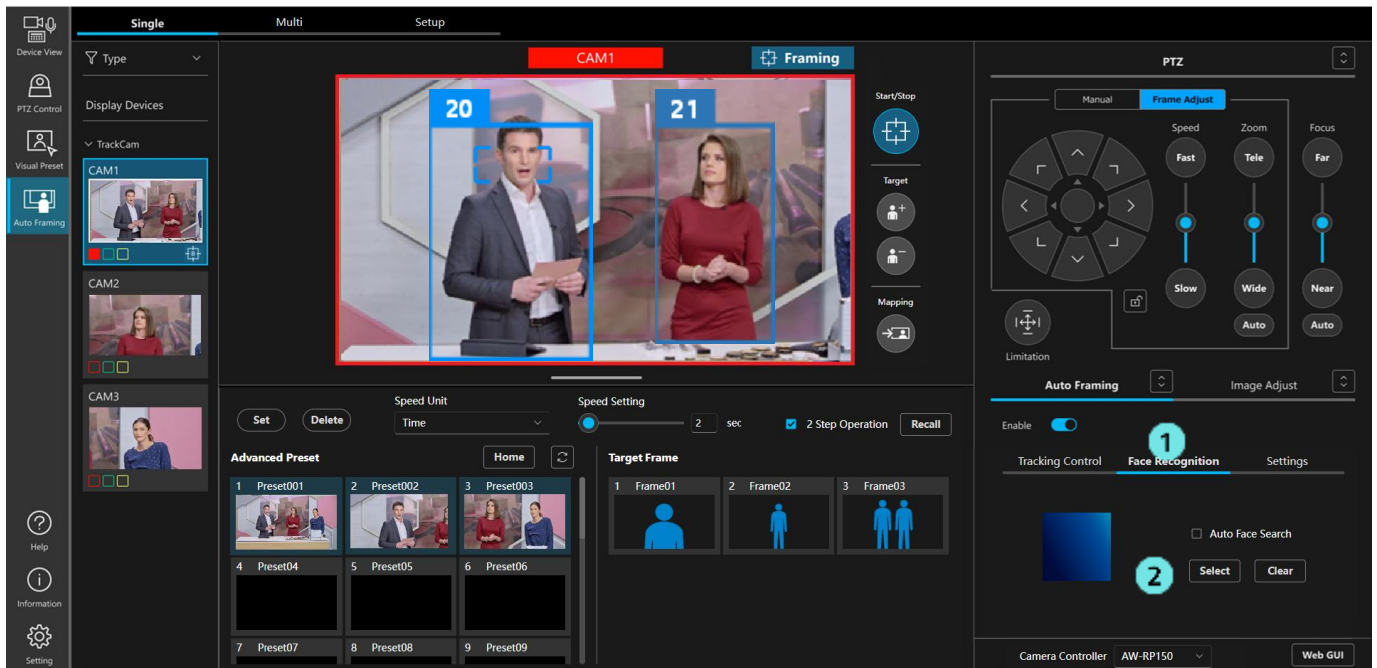 Device View
PTZ Control
Visual Preset
Auto Framing
Help
Information
Setting
Single
Multi
Setup
Type
Display Devices
TrackCam
CAM1
CAM2
CAM3
CAM1
Framing
20
21
Start/Stop
Target
Mapping
Set
Delete
Speed Unit
Time
Speed Setting
2
sec
2 Step Operation
Recall
Advanced Preset
Home
1 Preset001
2 Preset002
3 Preset003
4 Preset04
5 Preset05
6 Preset06
7 Preset07
8 Preset08
9 Preset09
Target Frame
1 Frame01
2 Frame02
3 Frame03
PTZ
Manual
Frame Adjust
Speed
Zoom
Focus
Fast
Tele
Far
Slow
Wide
Near
Auto
Auto
Limitation
Auto Framing
Image Adjust
Enable
1
Tracking Control
Face Recognition
Settings
Auto Face Search
2
Select
Clear
Camera Controller
AW-RP150
Web GUI